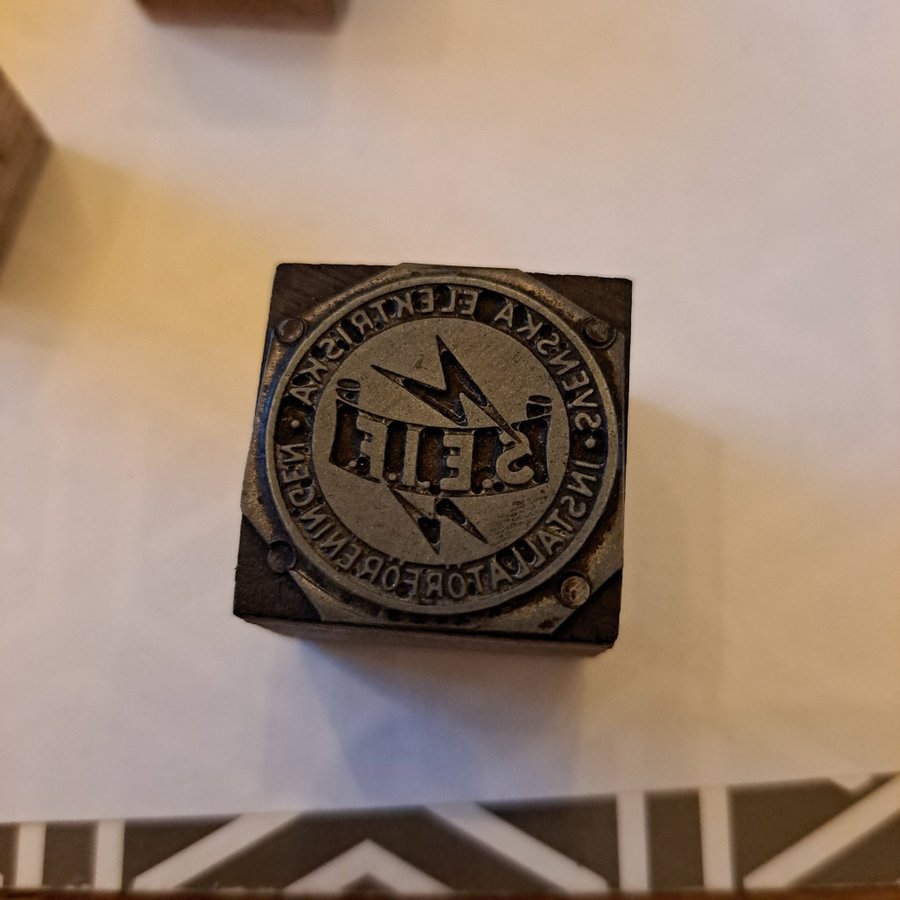 SVENSKA ELEKTRISKA
S.E.I.F.
• INSTALLATÖRFÖRENINGEN •